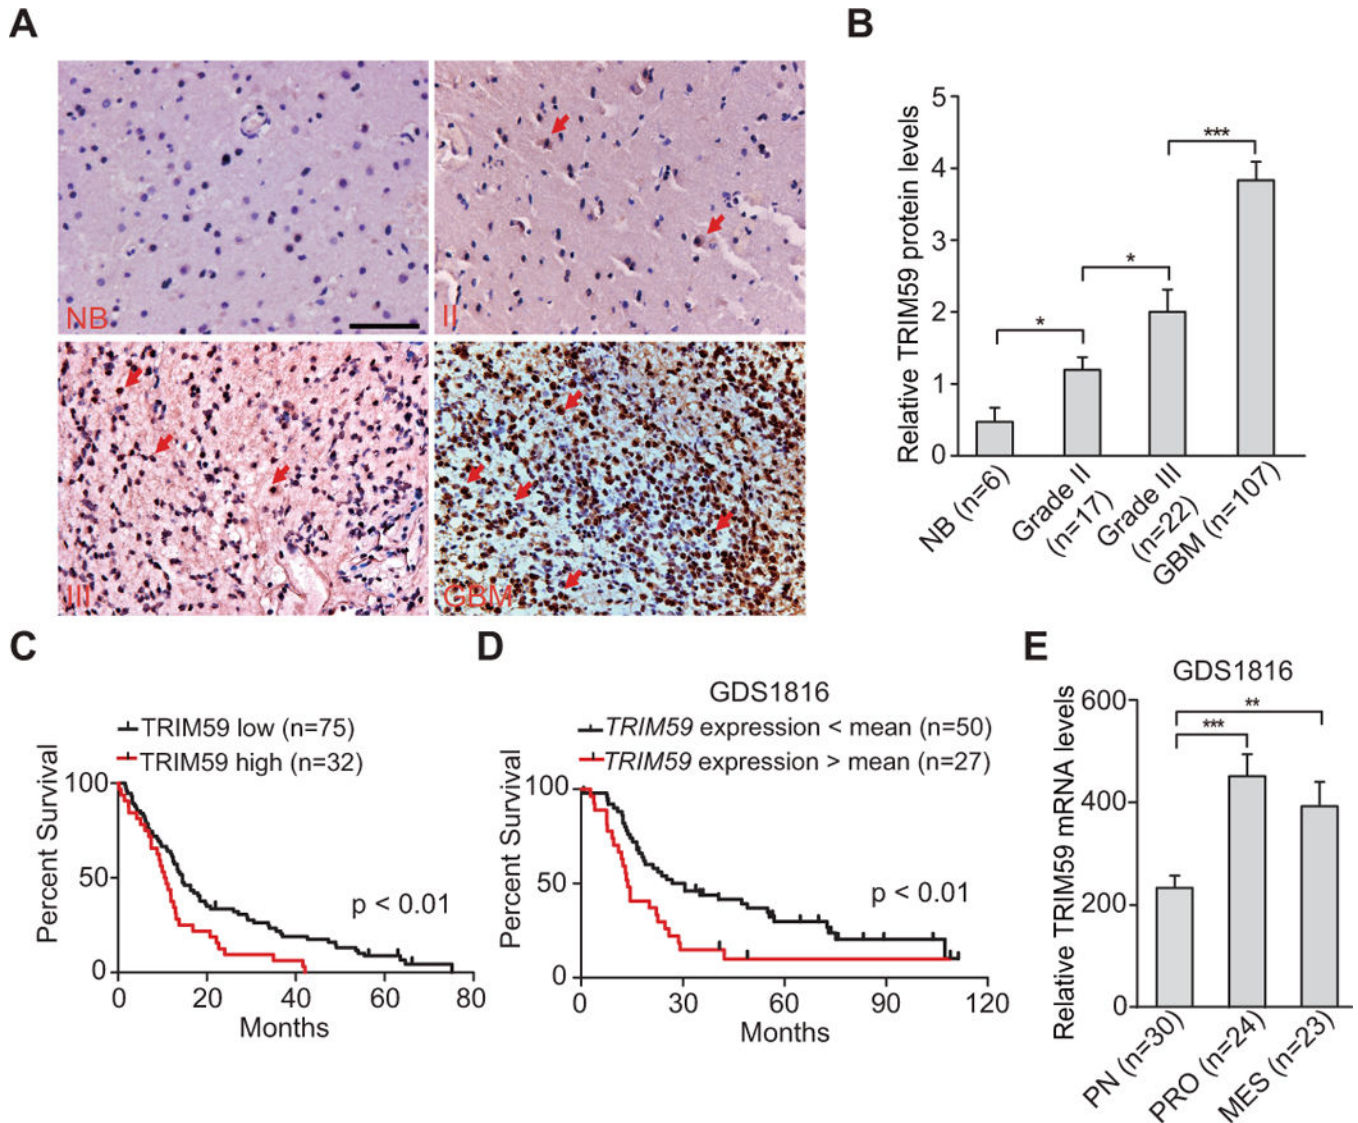 A
NB
II
III
GBM
B
Relative TRIM59 protein levels
5
4
3
2
1
0
*
*
***
NB (n=6)
Grade II
(n=17)
Grade III
(n=22)
GBM (n=107)
C
TRIM59 low (n=75)
TRIM59 high (n=32)
Percent Survival
100
50
0
p < 0.01
0 20 40 60 80
Months
D
GDS1816
TRIM59 expression < mean (n=50)
TRIM59 expression > mean (n=27)
Percent Survival
100
50
0
p < 0.01
0 30 60 90 120
Months
E
GDS1816
Relative TRIM59 mRNA levels
600
400
200
0
**
***
PN (n=30)
PRO (n=24)
MES (n=23)